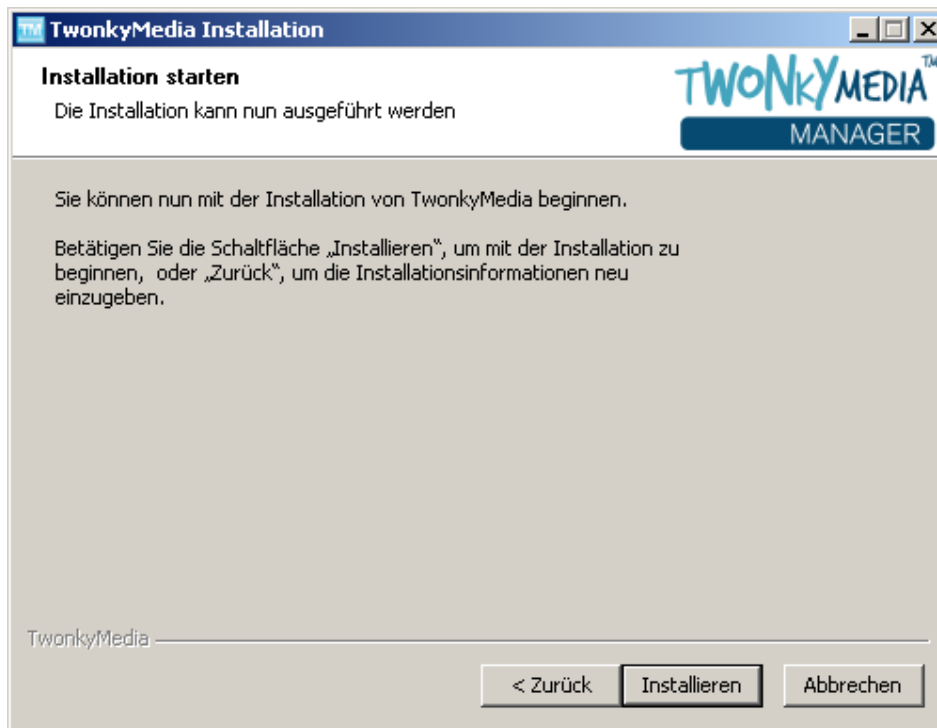 TM TwonkyMedia Installation
Installation starten
Die Installation kann nun ausgeführt werden
TWONKYMEDIA™
MANAGER
Sie können nun mit der Installation von TwonkyMedia beginnen.
Betätigen Sie die Schaltfläche „Installieren“, um mit der Installation zu
beginnen,  oder „Zurück“, um die Installationsinformationen neu
einzugeben.
TwonkyMedia
< Zurück Installieren Abbrechen